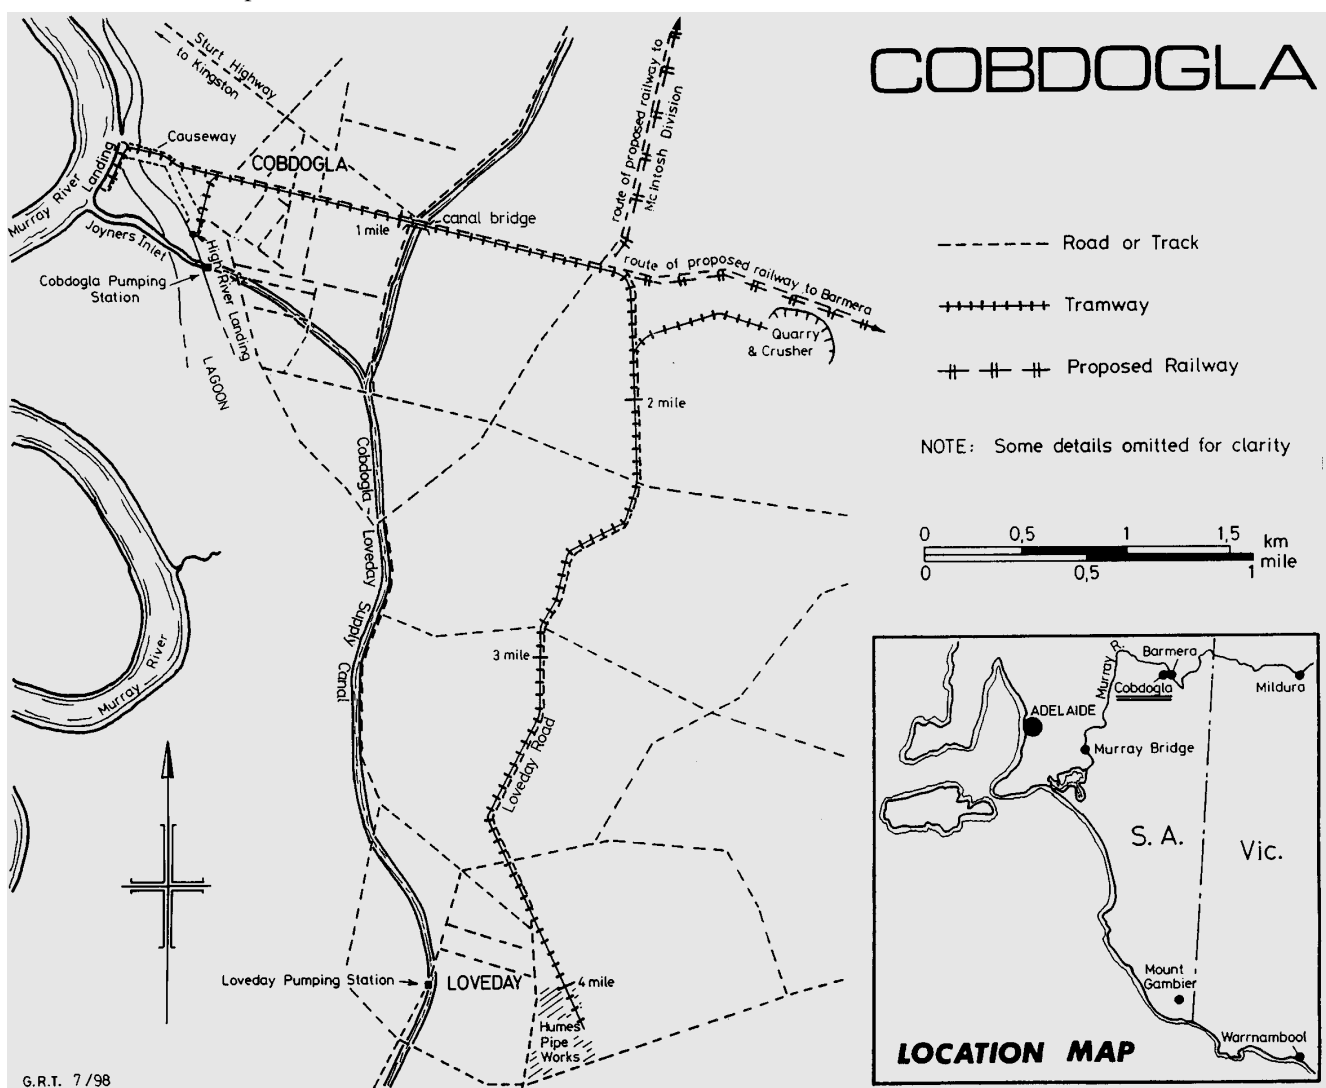 COBDOGLA
Sturt Highway
to Kingston
route of proposed railway to
McIntosh Division
Causeway
COBDOGLA
Landing
Murray River
Joyners Inlet
1 mile
canal bridge
route of proposed railway to Barmera
Cobdogla Pumping
Station
High River Landing
LAGOON
Quarry
& Crusher
2 mile
Road or Track
Tramway
Proposed Railway
NOTE: Some details omitted for clarity
0 0,5 1 1,5 km
0 0,5 1 mile
Cobdogla Loveday Supply Canal
Murray River
3 mile
Loveday Road
Loveday Pumping Station
LOVEDAY
4 mile
Humes
Pipe
Works
G.R.T. 7/98
Murray R.
Barmera
Cobdogla
Mildura
ADELAIDE
Murray Bridge
S.A.
Vic.
Mount
Gambier
Warrnambool
LOCATION MAP